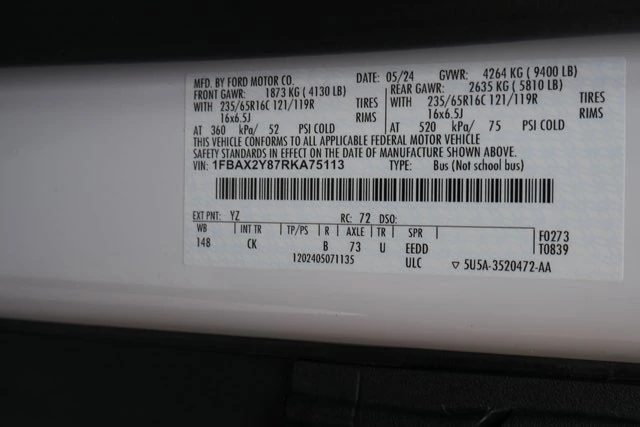 MFD. BY FORD MOTOR CO. DATE: 05/24 GVWR: 4264 KG ( 9400 LB)
FRONT GAWR: 1873 KG ( 4130 LB) REAR GAWR: 2635 KG ( 5810 LB)
WITH 235/65R16C 121/119R TIRES WITH 235/65R16C 121/119R TIRES
16x6.5J RIMS 16x6.5J RIMS
AT 360 kPa/ 52 PSI COLD AT 520 kPa/ 75 PSI COLD
THIS VEHICLE CONFORMS TO ALL APPLICABLE FEDERAL MOTOR VEHICLE
SAFETY STANDARDS IN EFFECT ON THE DATE OF MANUFACTURE SHOWN ABOVE.
VIN: 1FBAX2Y87RKA75113 TYPE: Bus (Not school bus)
EXT PNT: YZ RC: 72 DSO:
WB INT TR TP/PS R AXLE TR SPR F0273
148 CK B 73 U EEDD T0839
1202405071135 ULC ▽ 5U5A-3520472-AA